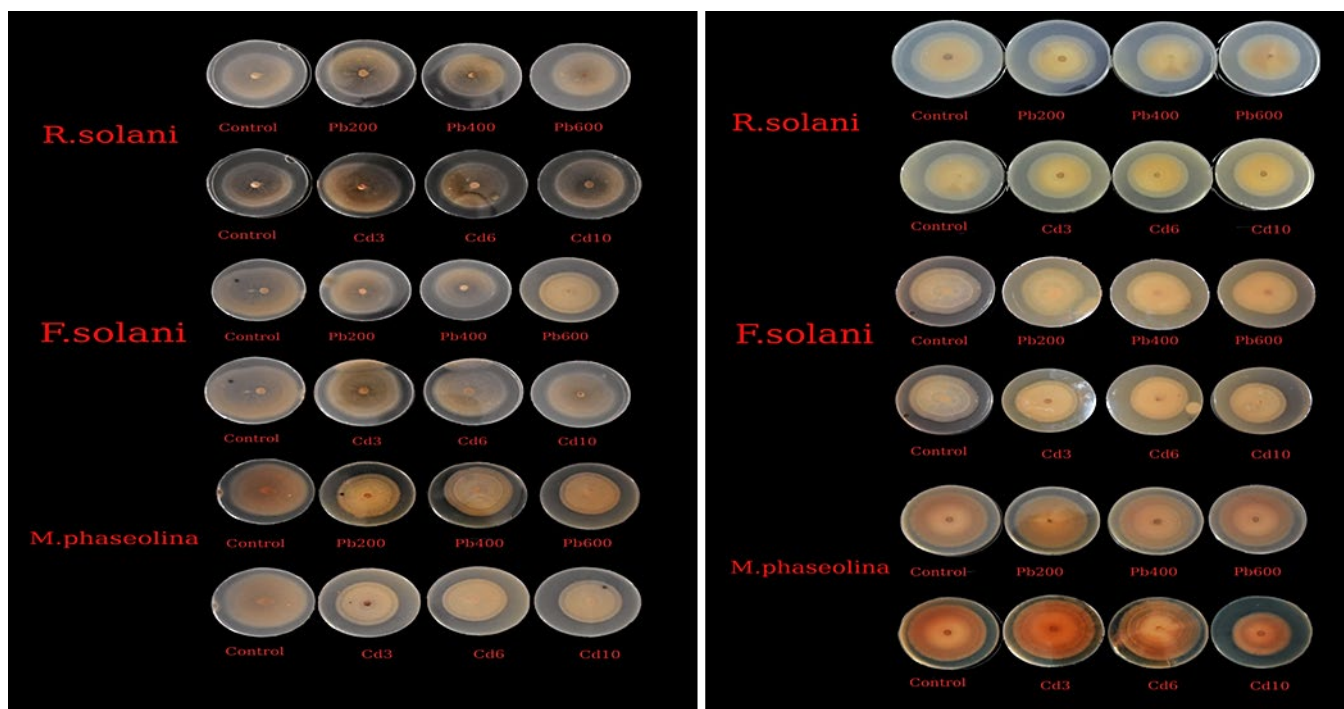 Control Pb200 Pb400 Pb600
R.solani
Control Cd3 Cd6 Cd10
Control Pb200 Pb400 Pb600
F.solani
Control Cd3 Cd6 Cd10
Control Pb200 Pb400 Pb600
M.phaseolina
Control Cd3 Cd6 Cd10
Control Pb200 Pb400 Pb600
R.solani
Control Cd3 Cd6 Cd10
Control Pb200 Pb400 Pb600
F.solani
Control Cd3 Cd6 Cd10
Control Pb200 Pb400 Pb600
M.phaseolina
Control Cd3 Cd6 Cd10